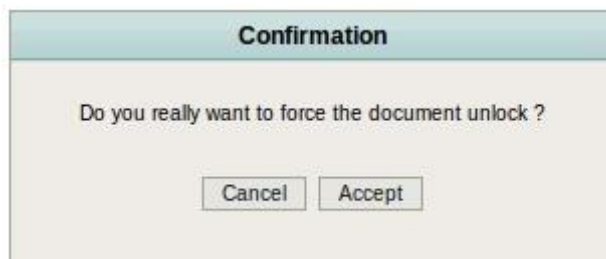 Confirmation
Do you really want to force the document unlock ?
Cancel Accept